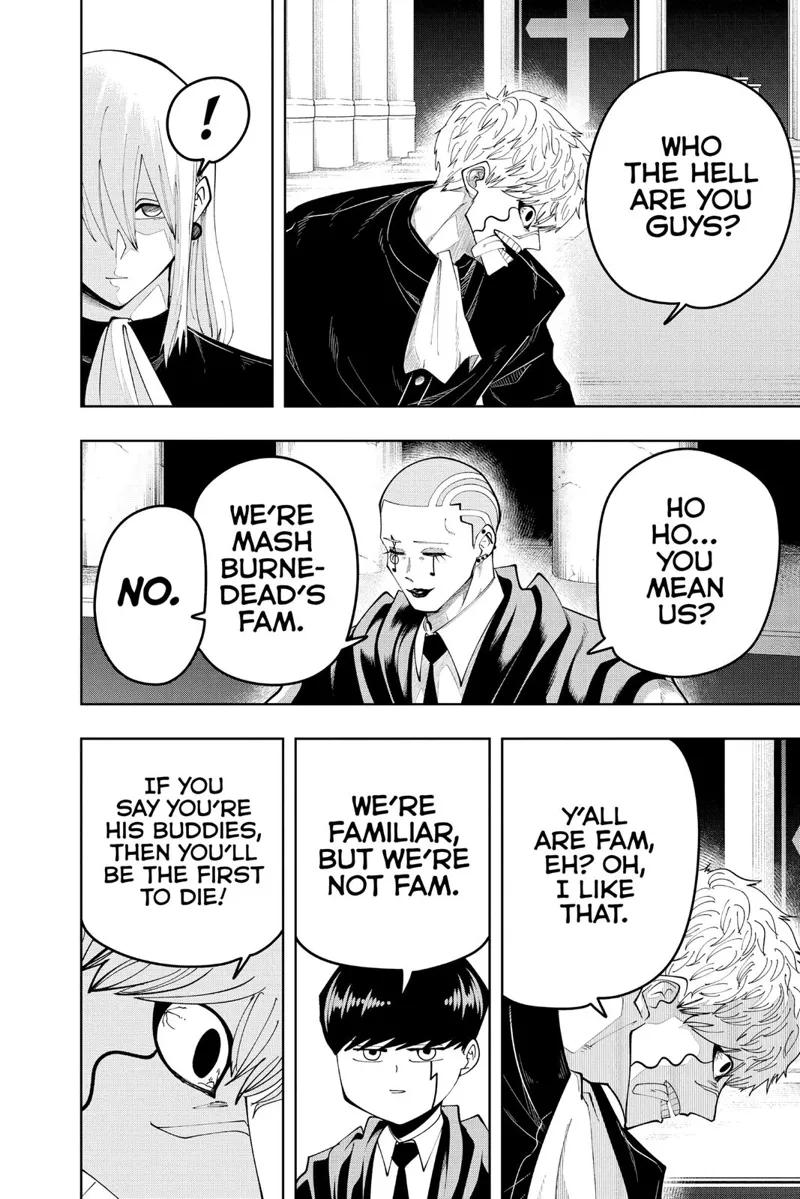 WHO
THE HELL
ARE YOU
GUYS?
!
HO
HO...
YOU
MEAN
US?
WE'RE
MASH
BURNE-
DEAD'S
FAM.
NO.
Y'ALL
ARE FAM,
EH? OH,
I LIKE
THAT.
WE'RE
FAMILIAR,
BUT WE'RE
NOT FAM.
IF YOU
SAY YOU'RE
HIS BUDDIES,
THEN YOU'LL
BE THE FIRST
TO DIE!